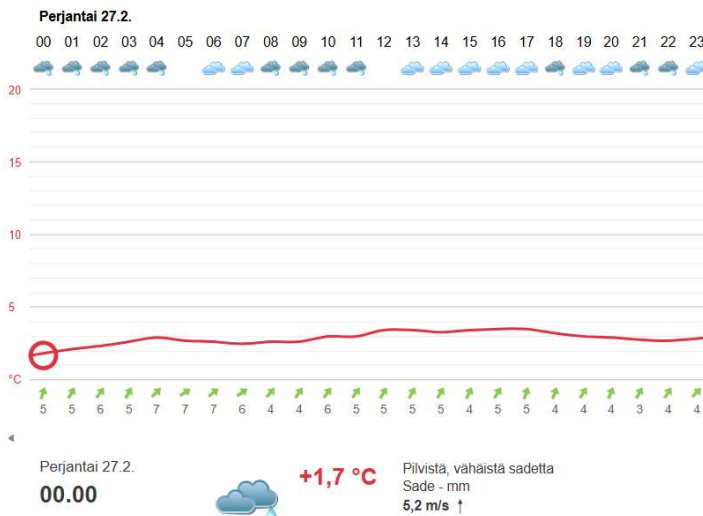 Perjantai 27.2.
00 01 02 03 04 05 06 07 08 09 10 11 12 13 14 15 16 17 18 19 20 21 22 23
20
15
10
5
°C
5 5 6 5 7 7 7 6 4 4 6 5 5 5 5 4 5 5 4 4 4 3 4 4
Perjantai 27.2.
00.00
+1,7 °C
Pilvistä, vähäistä sadetta
Sade - mm
5,2 m/s ↑